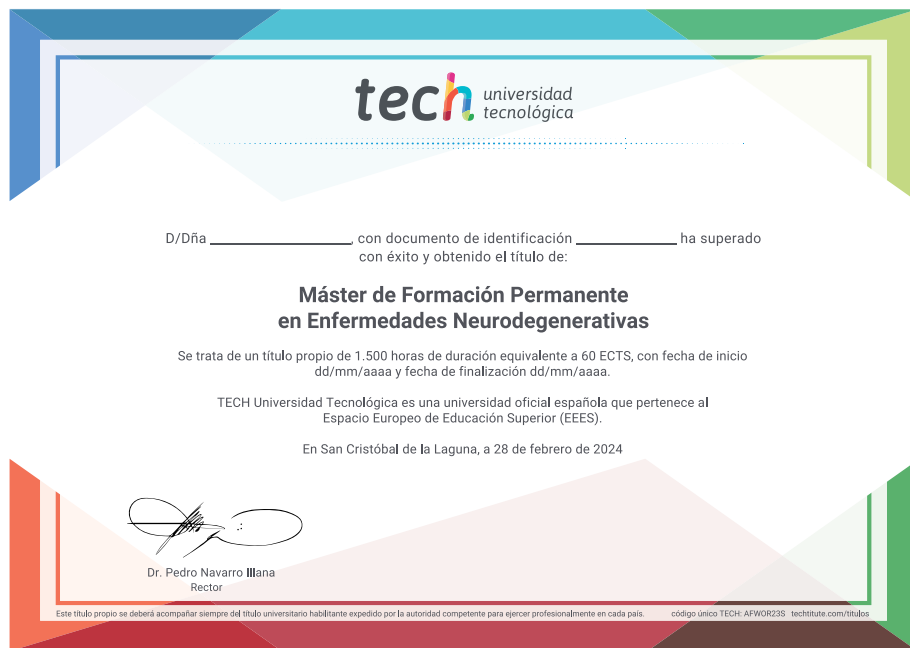 tech universidad
tecnológica
D/Dña ________________, con documento de identificación ____________ ha superado
con éxito y obtenido el título de:
Máster de Formación Permanente
en Enfermedades Neurodegenerativas
Se trata de un título propio de 1.500 horas de duración equivalente a 60 ECTS, con fecha de inicio
dd/mm/aaaa y fecha de finalización dd/mm/aaaa.
TECH Universidad Tecnológica es una universidad oficial española que pertenece al
Espacio Europeo de Educación Superior (EEES).
En San Cristóbal de la Laguna, a 28 de febrero de 2024
Dr. Pedro Navarro Illana
Rector
Este título propio se deberá acompañar siempre del título universitario habilitante expedido por la autoridad competente para ejercer profesionalmente en cada país. código único TECH: AFWOR23S techtitute.com/titulos